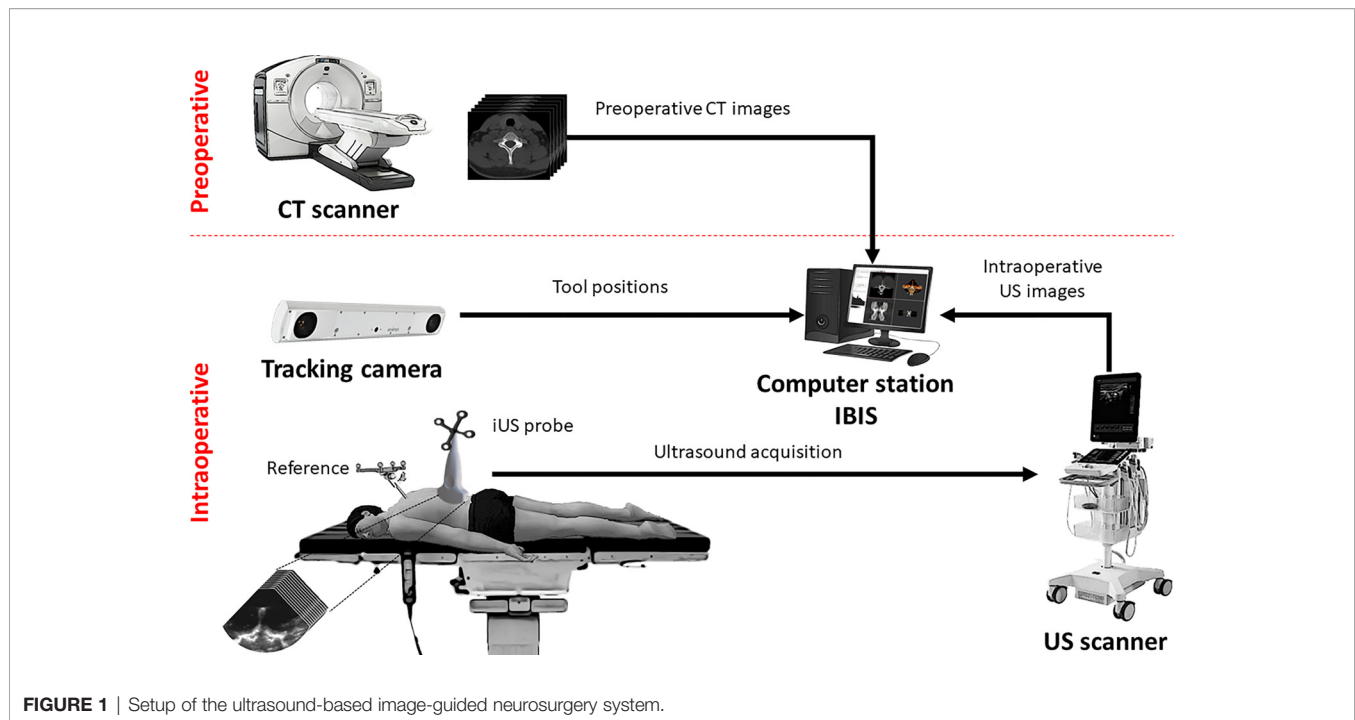 Preoperative
CT scanner
Preoperative CT images
Intraoperative
Tracking camera
Tool positions
Computer station
IBIS
Intraoperative
US images
Reference
iUS probe
Ultrasound acquisition
US scanner
FIGURE 1 | Setup of the ultrasound-based image-guided neurosurgery system.